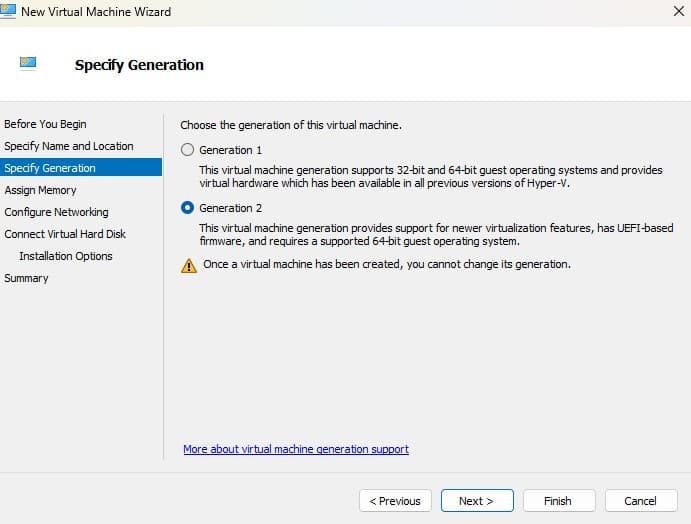 New Virtual Machine Wizard
Specify Generation
Before You Begin
Specify Name and Location
Specify Generation
Assign Memory
Configure Networking
Connect Virtual Hard Disk
Installation Options
Summary
Choose the generation of this virtual machine.
Generation 1
This virtual machine generation supports 32-bit and 64-bit guest operating systems and provides
virtual hardware which has been available in all previous versions of Hyper-V.
Generation 2
This virtual machine generation provides support for newer virtualization features, has UEFI-based
firmware, and requires a supported 64-bit guest operating system.
Once a virtual machine has been created, you cannot change its generation.
More about virtual machine generation support
< Previous
Next >
Finish
Cancel